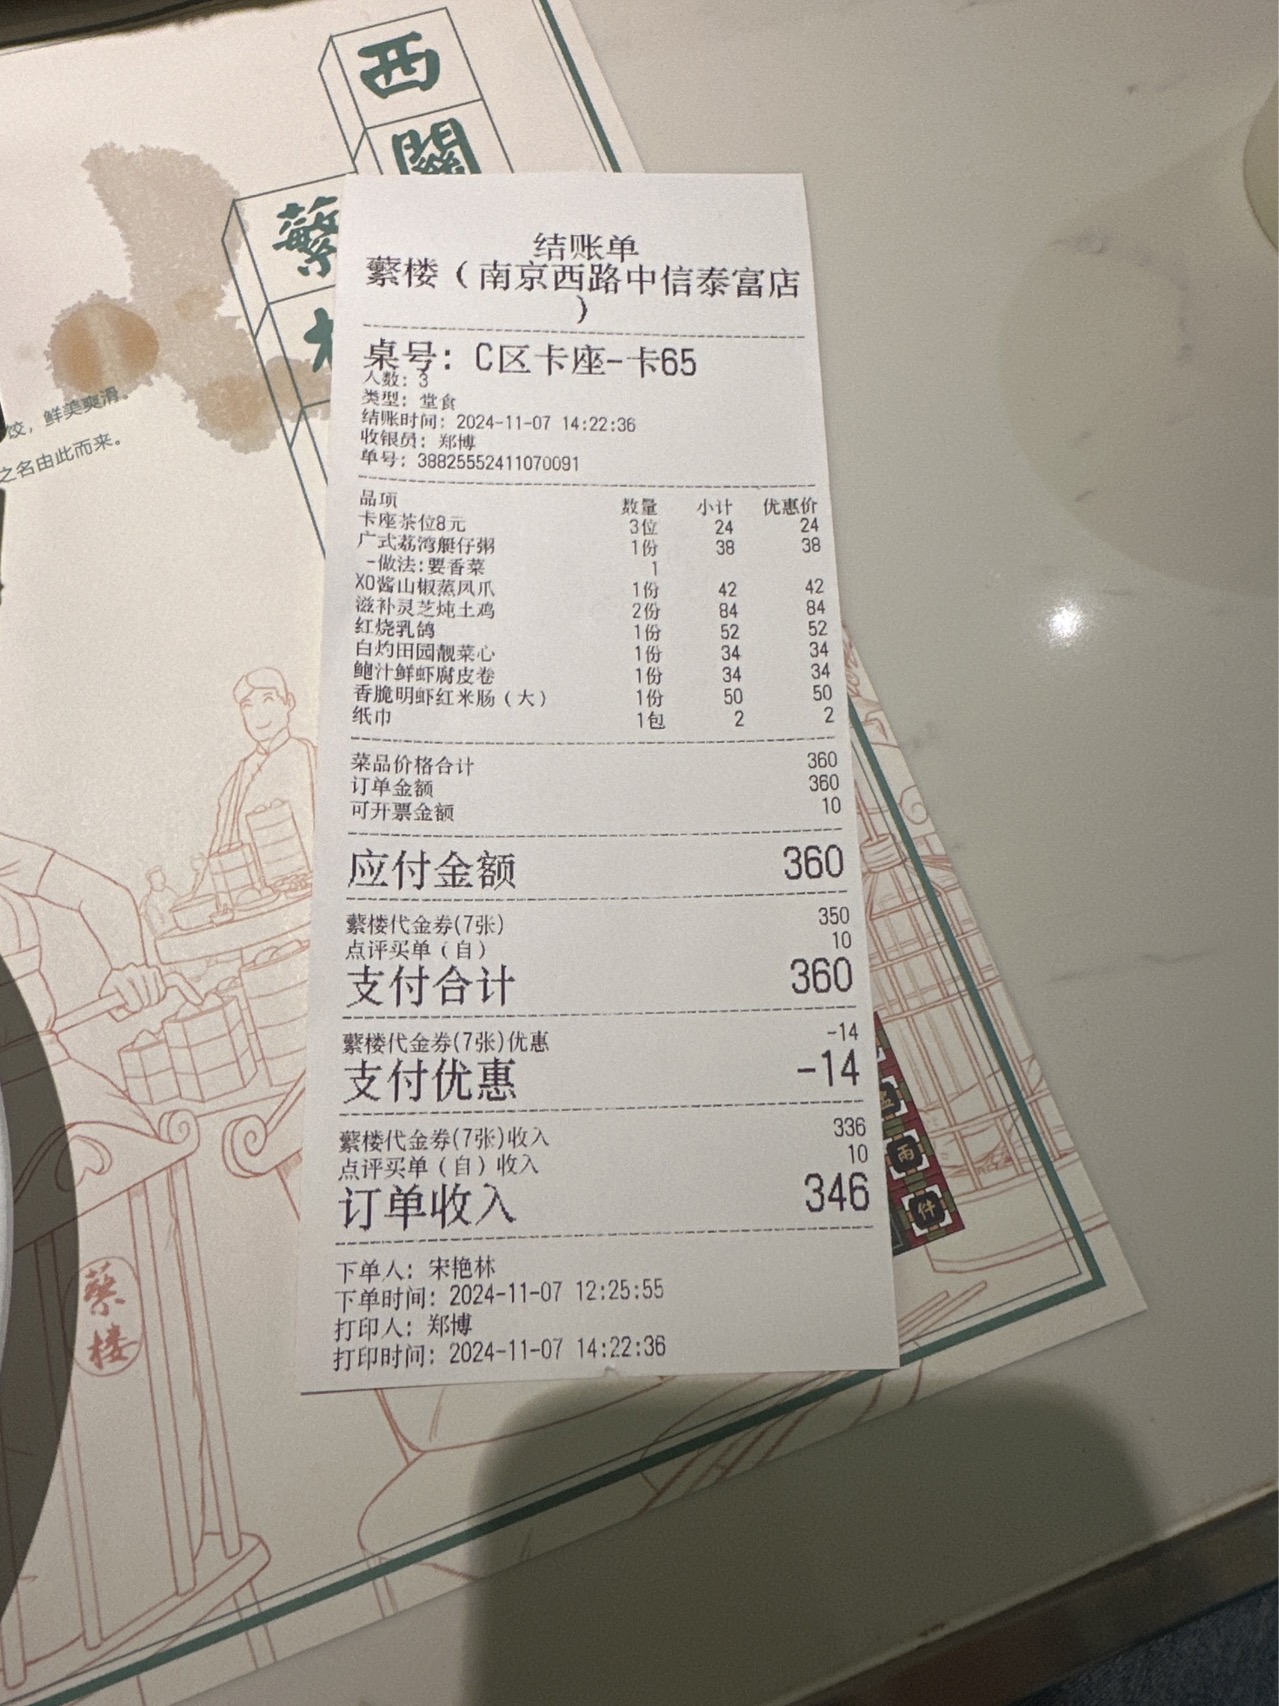 西
關
蘩
饺，鲜美爽滑。
之名由此而来。
结账单
蘩楼（南京西路中信泰富店
）
桌号: C区卡座-卡65
人数: 3
类型: 堂食
结账时间: 2024-11-07 14:22:36
收银员: 郑博
单号: 38825552411070091
品项 数量 小计 优惠价
卡座茶位8元 3位 24 24
广式荔湾艇仔粥 1份 38 38
-做法:要香菜 1
XO酱山椒蒸凤爪 1份 42 42
滋补灵芝炖土鸡 2份 84 84
红烧乳鸽 1份 52 52
白灼田园靓菜心 1份 34 34
鲍汁鲜虾腐皮卷 1份 34 34
香脆明虾红米肠（大） 1份 50 50
纸巾 1包 2 2
菜品价格合计 360
订单金额 360
可开票金额 10
应付金额 360
蘩楼代金券(7张) 350
点评买单（自） 10
支付合计 360
蘩楼代金券(7张)优惠 -14
支付优惠 -14
蘩楼代金券(7张)收入 336
点评买单（自）收入 10
订单收入 346
下单人: 宋艳林
下单时间: 2024-11-07 12:25:55
打印人: 郑博
打印时间: 2024-11-07 14:22:36
蘩
楼
雨
件